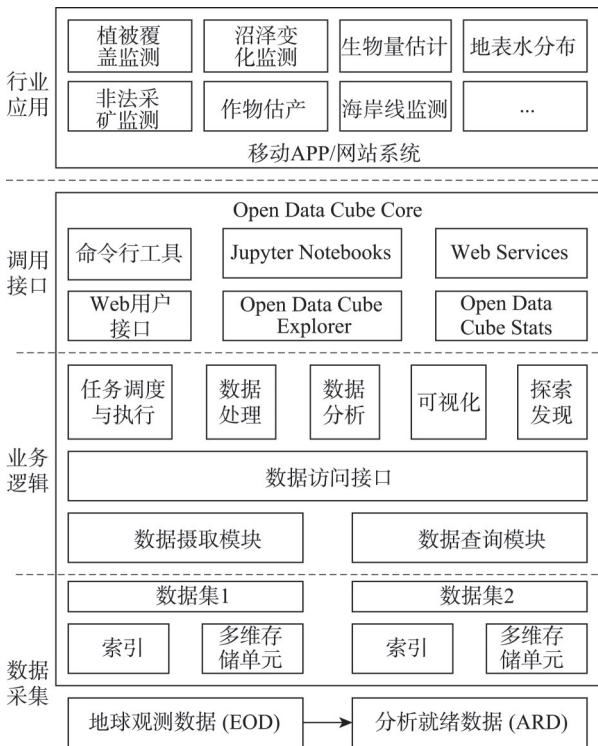 行业
应用
植被覆
盖监测
沼泽变
化监测
生物量估计
地表水分布
非法采
矿监测
作物估产
海岸线监测
...
移动APP/网站系统
调用
接口
Open Data Cube Core
命令行工具
Jupyter Notebooks
Web Services
Web用户
接口
Open Data Cube
Explorer
Open Data
Cube Stats
业务
逻辑
任务调度
与执行
数据
处理
数据
分析
可视化
探索
发现
数据访问接口
数据摄取模块
数据查询模块
数据
采集
数据集1
数据集2
索引
多维存
储单元
索引
多维存
储单元
地球观测数据 (EOD)
分析就绪数据 (ARD)